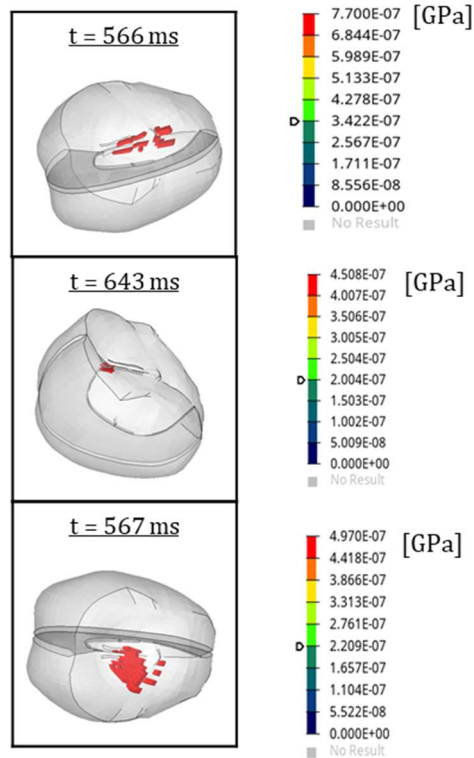 t = 566 ms
[GPa]
7.700E-07
6.844E-07
5.989E-07
5.133E-07
4.278E-07
3.422E-07
2.567E-07
1.711E-07
8.556E-08
0.000E+00
No Result
t = 643 ms
[GPa]
4.508E-07
4.007E-07
3.506E-07
3.005E-07
2.504E-07
2.004E-07
1.503E-07
1.002E-07
5.009E-08
0.000E+00
No Result
t = 567 ms
[GPa]
4.970E-07
4.418E-07
3.866E-07
3.313E-07
2.761E-07
2.209E-07
1.657E-07
1.104E-07
5.522E-08
0.000E+00
No Result